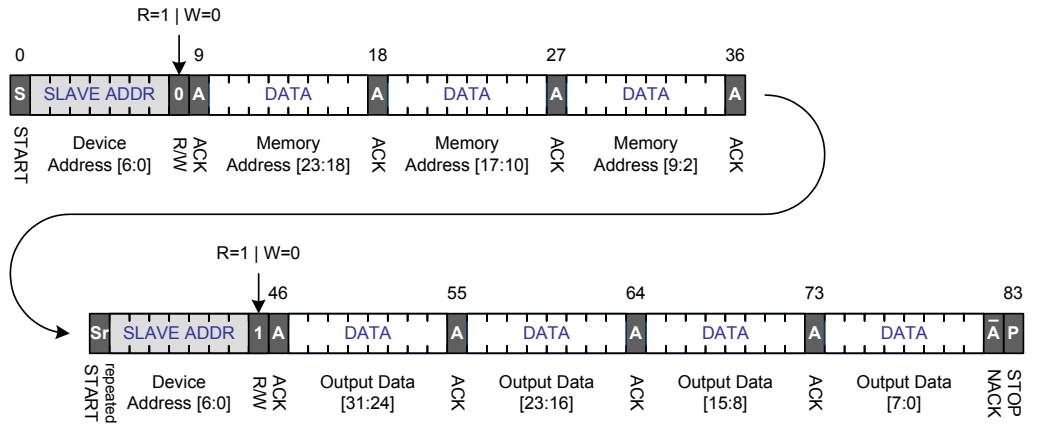 R=1 | W=0
0 9 18 27 36
S SLAVE ADDR 0 A DATA A DATA A DATA A
START Device Address [6:0] R/W ACK Memory Address [23:18] ACK Memory Address [17:10] ACK Memory Address [9:2] ACK
R=1 | W=0
46 55 64 73 83
Sr SLAVE ADDR 1 A DATA A DATA A DATA A DATA A̅ P
repeated START Device Address [6:0] R/W ACK Output Data [31:24] ACK Output Data [23:16] ACK Output Data [15:8] ACK Output Data [7:0] NACK STOP